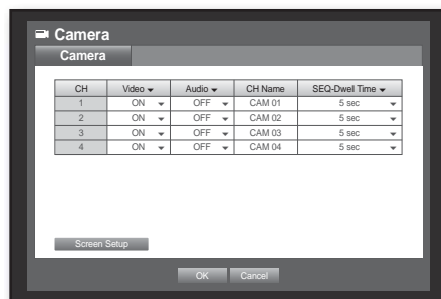 Camera
Camera
CH Video Audio CH Name SEQ-Dwell Time
1 ON OFF CAM 01 5 sec
2 ON OFF CAM 02 5 sec
3 ON OFF CAM 03 5 sec
4 ON OFF CAM 04 5 sec
Screen Setup
OK Cancel